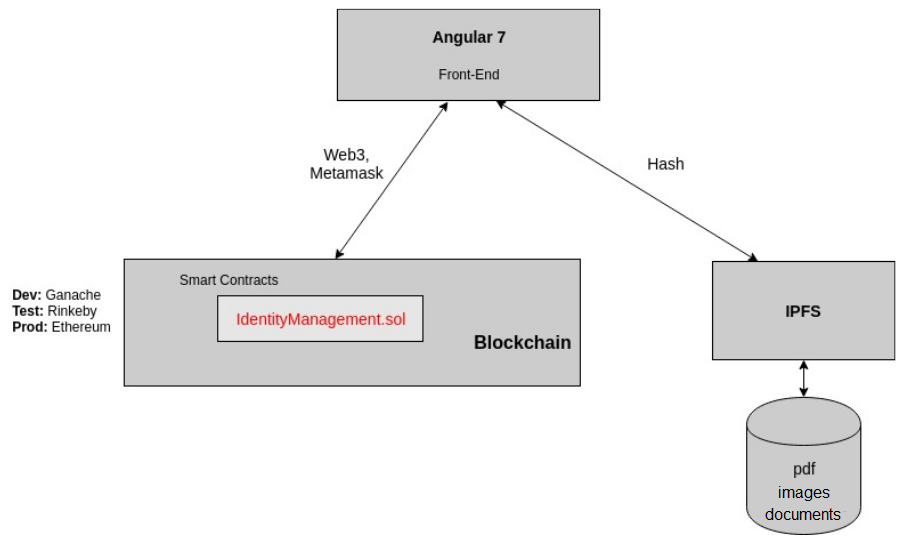 Angular 7
Front-End
Web3,
Metamask
Hash
Smart Contracts
IdentityManagement.sol
Blockchain
Dev: Ganache
Test: Rinkeby
Prod: Ethereum
IPFS
pdf
images
documents